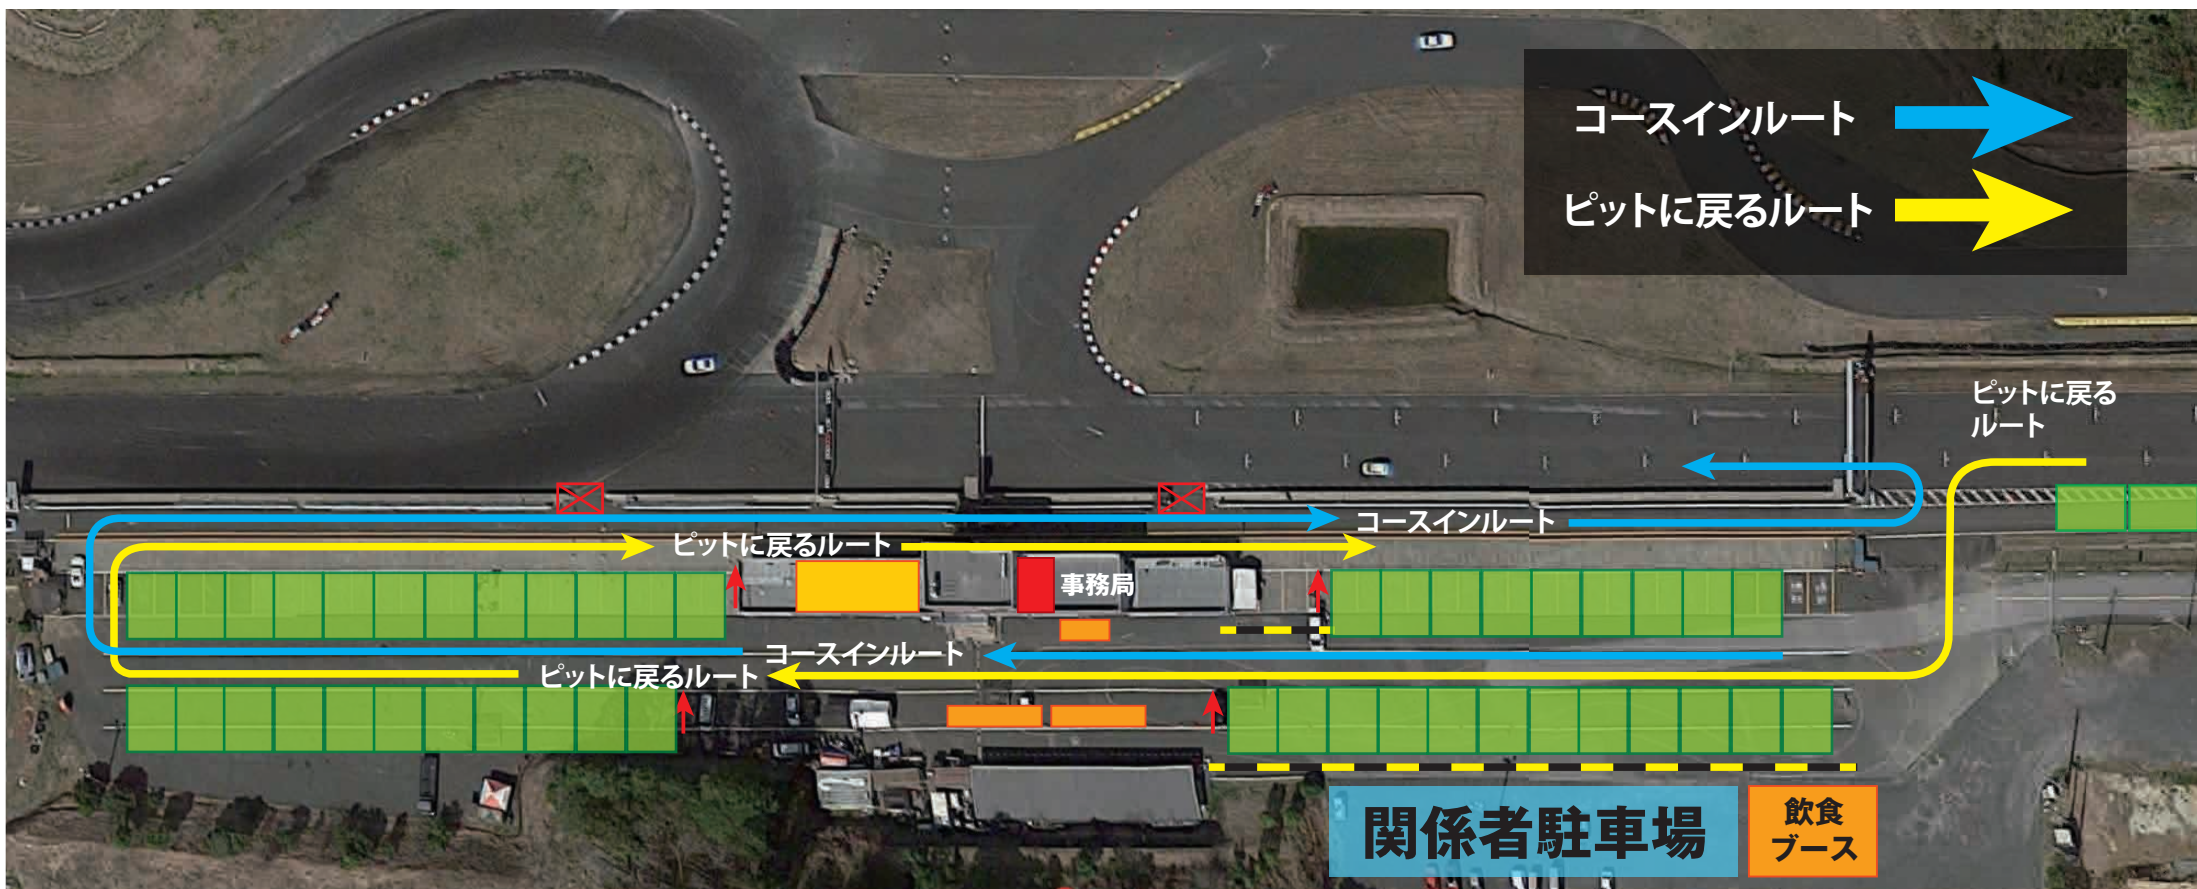 コースインルート
ピットに戻るルート
ピットに戻る
ルート
コースインルート
ピットに戻るルート
事務局
コースインルート
ピットに戻るルート
関係者駐車場
飲食
ブース